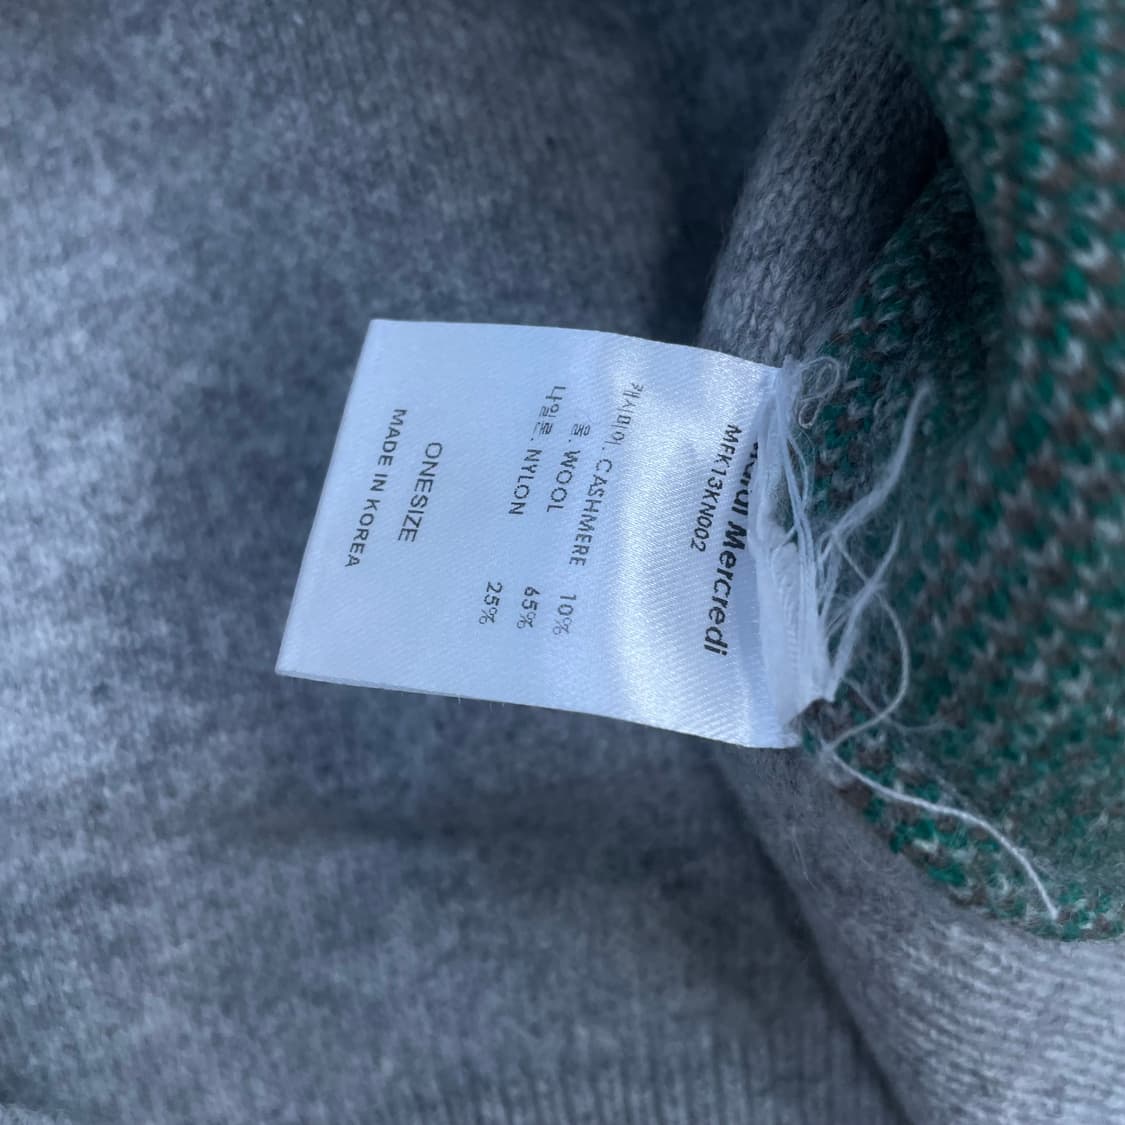 Mercredi
MFK13KN002
캐시미어. CASHMERE 10%
울. WOOL 65%
나일론. NYLON 25%
ONESIZE
MADE IN KOREA